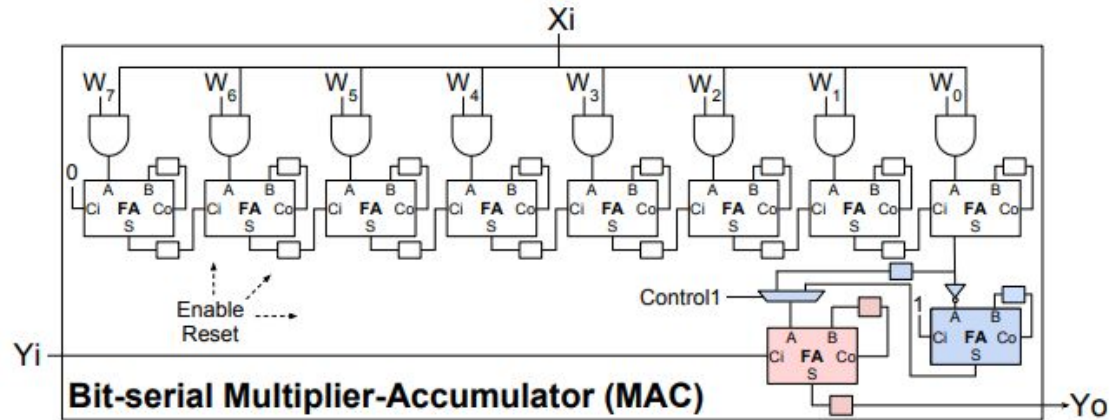 Xi
W7 W6 W5 W4 W3 W2 W1 W0
0
A B A B A B A B A B A B A B A B
Ci FA Co Ci FA Co Ci FA Co Ci FA Co Ci FA Co Ci FA Co Ci FA Co Ci FA Co
S S S S S S S S
Enable
Reset
Control1
1
A B
Ci FA Co
S
Yi
A B
Ci FA Co
S
Bit-serial Multiplier-Accumulator (MAC)
Yo